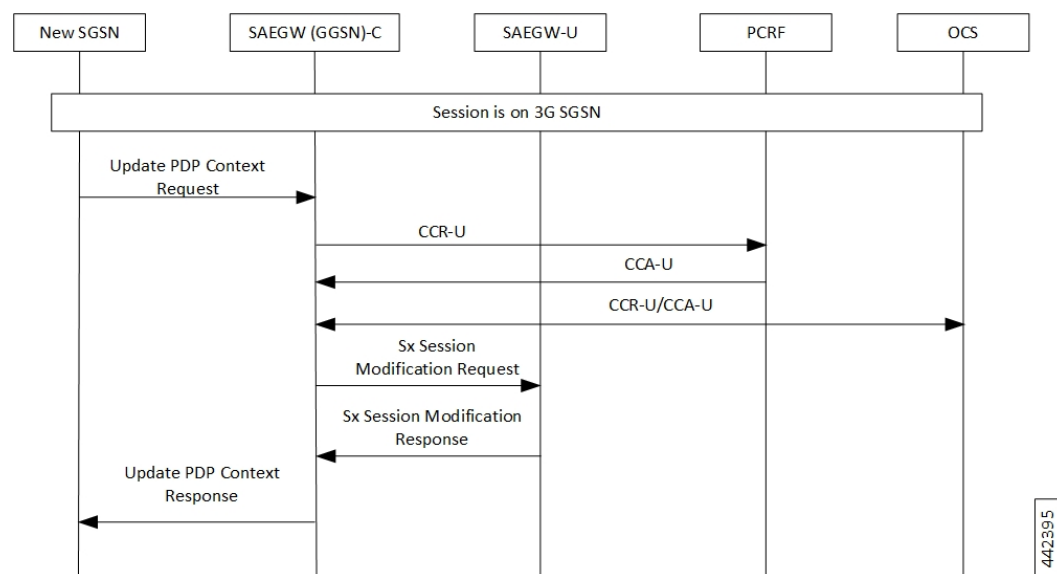 New SGSN
SAEGW (GGSN)-C
SAEGW-U
PCRF
OCS
Session is on 3G SGSN
Update PDP Context
Request
CCR-U
CCA-U
CCR-U/CCA-U
Sx Session
Modification Request
Sx Session Modification
Response
Update PDP Context
Response
442395